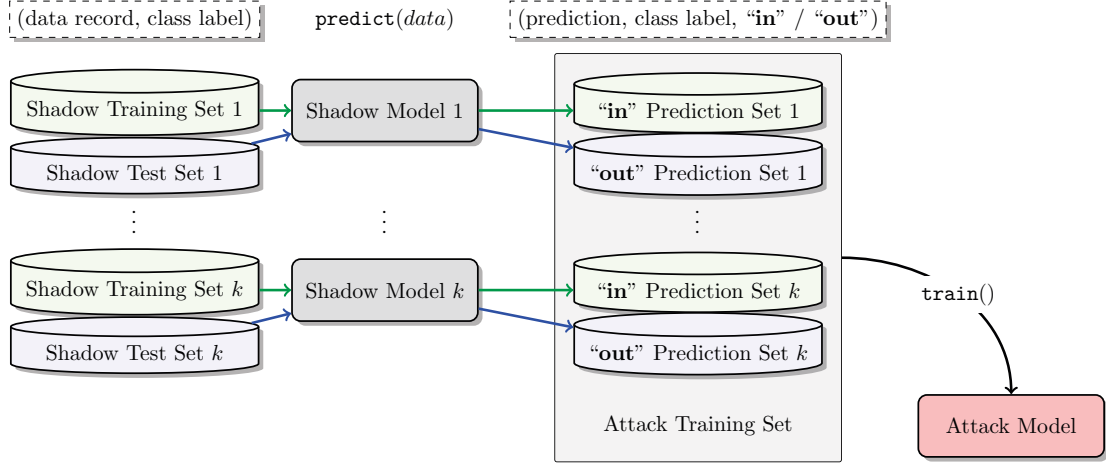 (data record, class label)
predict(data)
(prediction, class label, “in” / “out”)
Shadow Training Set 1
Shadow Model 1
“in” Prediction Set 1
Shadow Test Set 1
“out” Prediction Set 1
⋮ ⋮ ⋮
Shadow Training Set k
Shadow Model k
“in” Prediction Set k
train()
Shadow Test Set k
“out” Prediction Set k
Attack Training Set
Attack Model